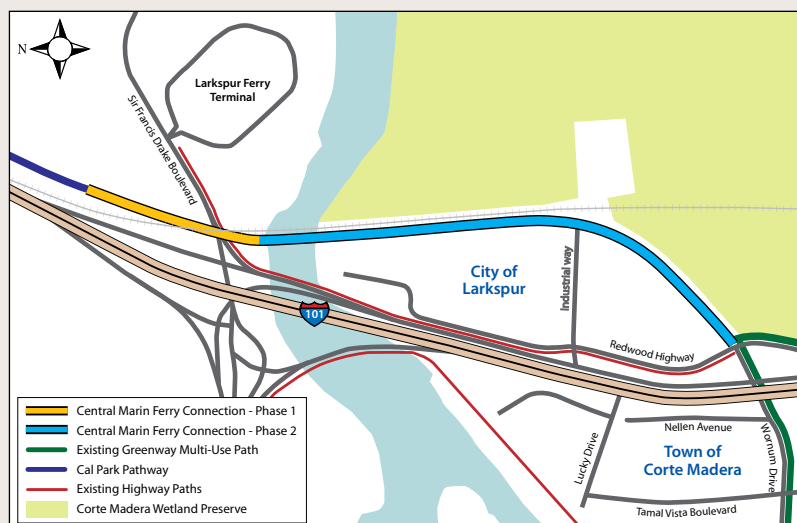 N
Larkspur Ferry
Terminal
Sir Francis Drake Boulevard
City of
Larkspur
Industrial way
101
Redwood Highway
Central Marin Ferry Connection - Phase 1
Central Marin Ferry Connection - Phase 2
Existing Greenway Multi-Use Path
Cal Park Pathway
Existing Highway Paths
Corte Madera Wetland Preserve
Nellen Avenue
Lucky Drive
Town of
Corte Madera
Wornum Drive
Tamal Vista Boulevard